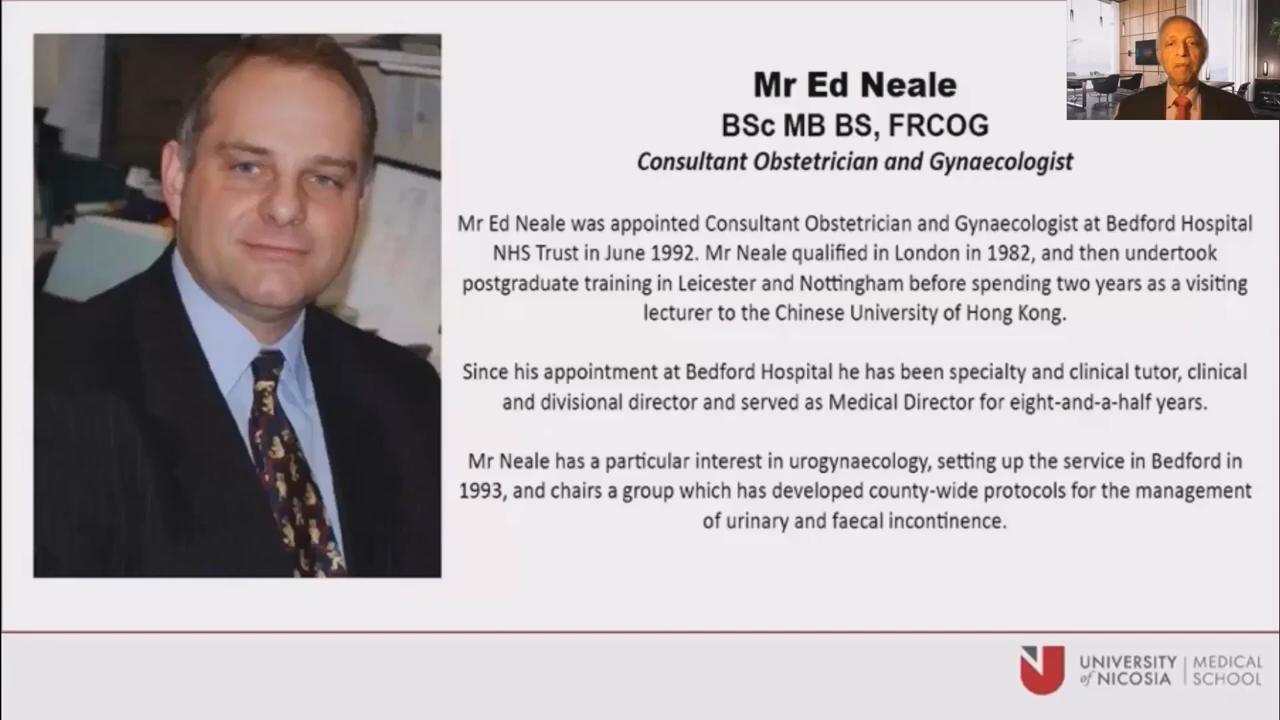 Mr Ed Neale
BSc MB BS, FRCOG
Consultant Obstetrician and Gynaecologist
Mr Ed Neale was appointed Consultant Obstetrician and Gynaecologist at Bedford Hospital
NHS Trust in June 1992. Mr Neale qualified in London in 1982, and then undertook
postgraduate training in Leicester and Nottingham before spending two years as a visiting
lecturer to the Chinese University of Hong Kong.
Since his appointment at Bedford Hospital he has been specialty and clinical tutor, clinical
and divisional director and served as Medical Director for eight-and-a-half years.
Mr Neale has a particular interest in urogynaecology, setting up the service in Bedford in
1993, and chairs a group which has developed county-wide protocols for the management
of urinary and faecal incontinence.
UNIVERSITY
of NICOSIA
MEDICAL
SCHOOL